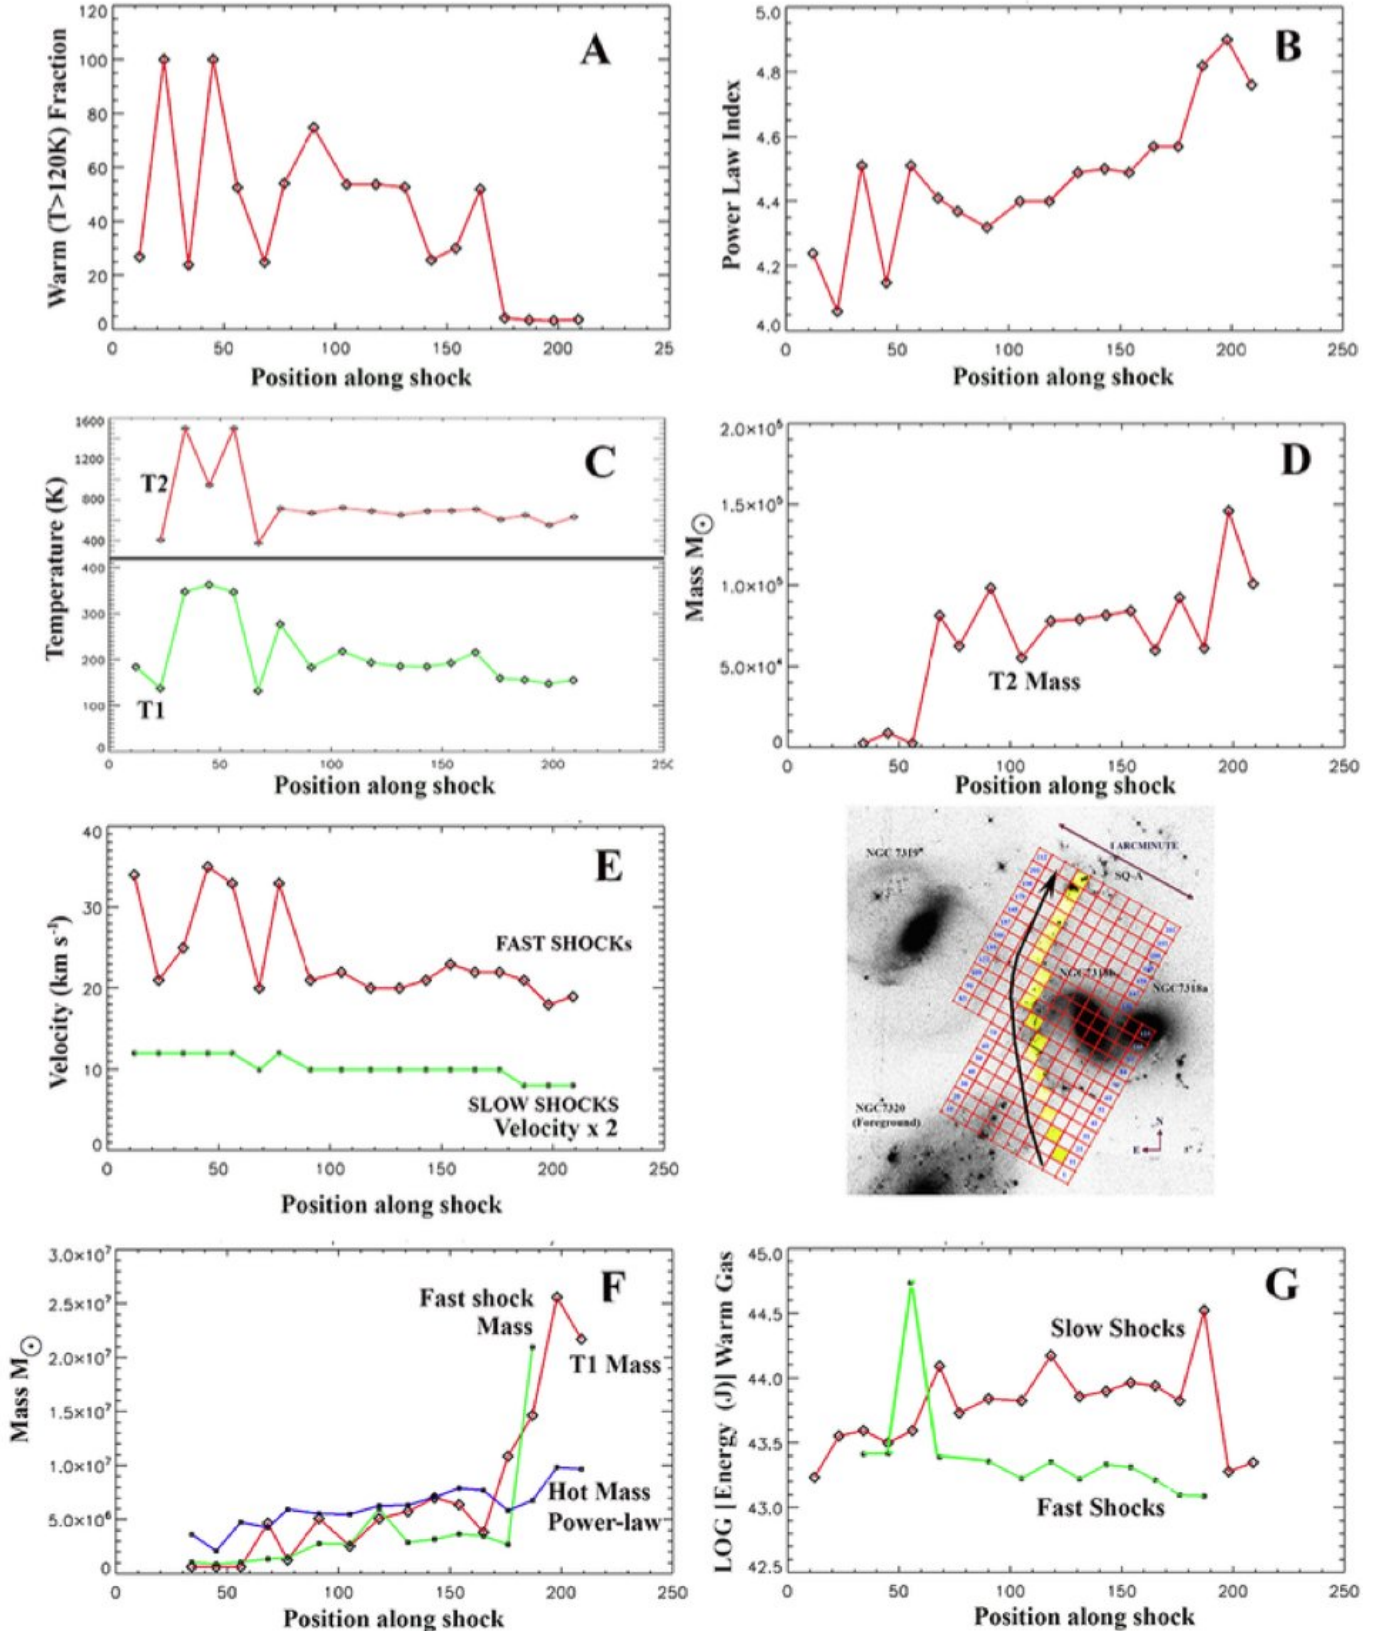 A
Warm (T>120K) Fraction
120
100
80
60
40
20
0
0 50 100 150 200 25
Position along shock
B
Power Law Index
5.0
4.8
4.6
4.4
4.2
4.0
0 50 100 150 200 250
Position along shock
C
Temperature (K)
1600
1200
800
400
T2
400
300
200
100
0
T1
0 50 100 150 200 25
Position along shock
D
Mass M☉
1.5×10
1.0×10
5.0×10
0
T2 Mass
0 50 100 150 200 250
Position along shock
E
Velocity (km s⁻¹)
40
30
20
10
0
FAST SHOCKs
SLOW SHOCKS
Velocity x 2
0 50 100 150 200 250
Position along shock
NGC 7319
1 ARCMINUTE
SQ-A
NGC7318b
NGC7318a
NGC7320
(Foreground)
N
E
F
Mass M☉
3.0×10⁷
2.5×10⁷
2.0×10⁷
1.5×10⁷
1.0×10⁷
5.0×10⁶
0
Fast shock
Mass
T1 Mass
Hot Mass
Power-law
0 50 100 150 200 250
Position along shock
G
LOG [Energy (J)] Warm Gas
45.0
44.5
44.0
43.5
43.0
42.5
Slow Shocks
Fast Shocks
0 50 100 150 200 250
Position along shock